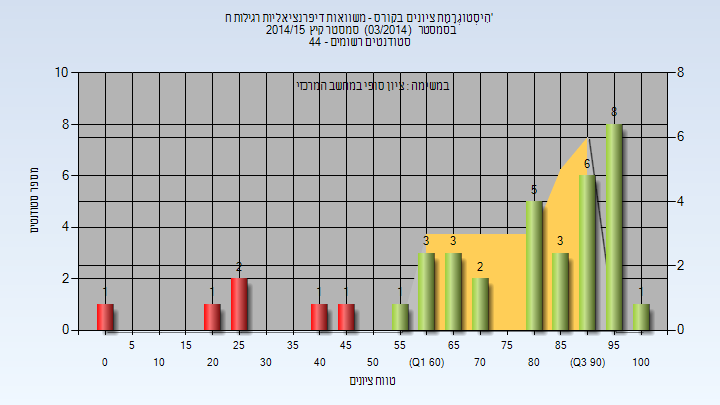 היסטוגרמת ציונים בקורס - משוואות דיפרנציאליות רגילות ח'
בסמסטר (03/2014) סמסטר קיץ 2014/15
סטודנטים רשומים - 44
במשימה : ציון סופי במחשב המרכזי
10 8 6 4 2 0
מספר סטודנטים
8 6 4 2 0
1 1 2 1 1 1 3 3 2 5 3 6 8 1
5 15 25 35 45 55 65 75 85 95
0 10 20 30 40 50 (Q1 60) 70 80 (Q3 90) 100
טווח ציונים